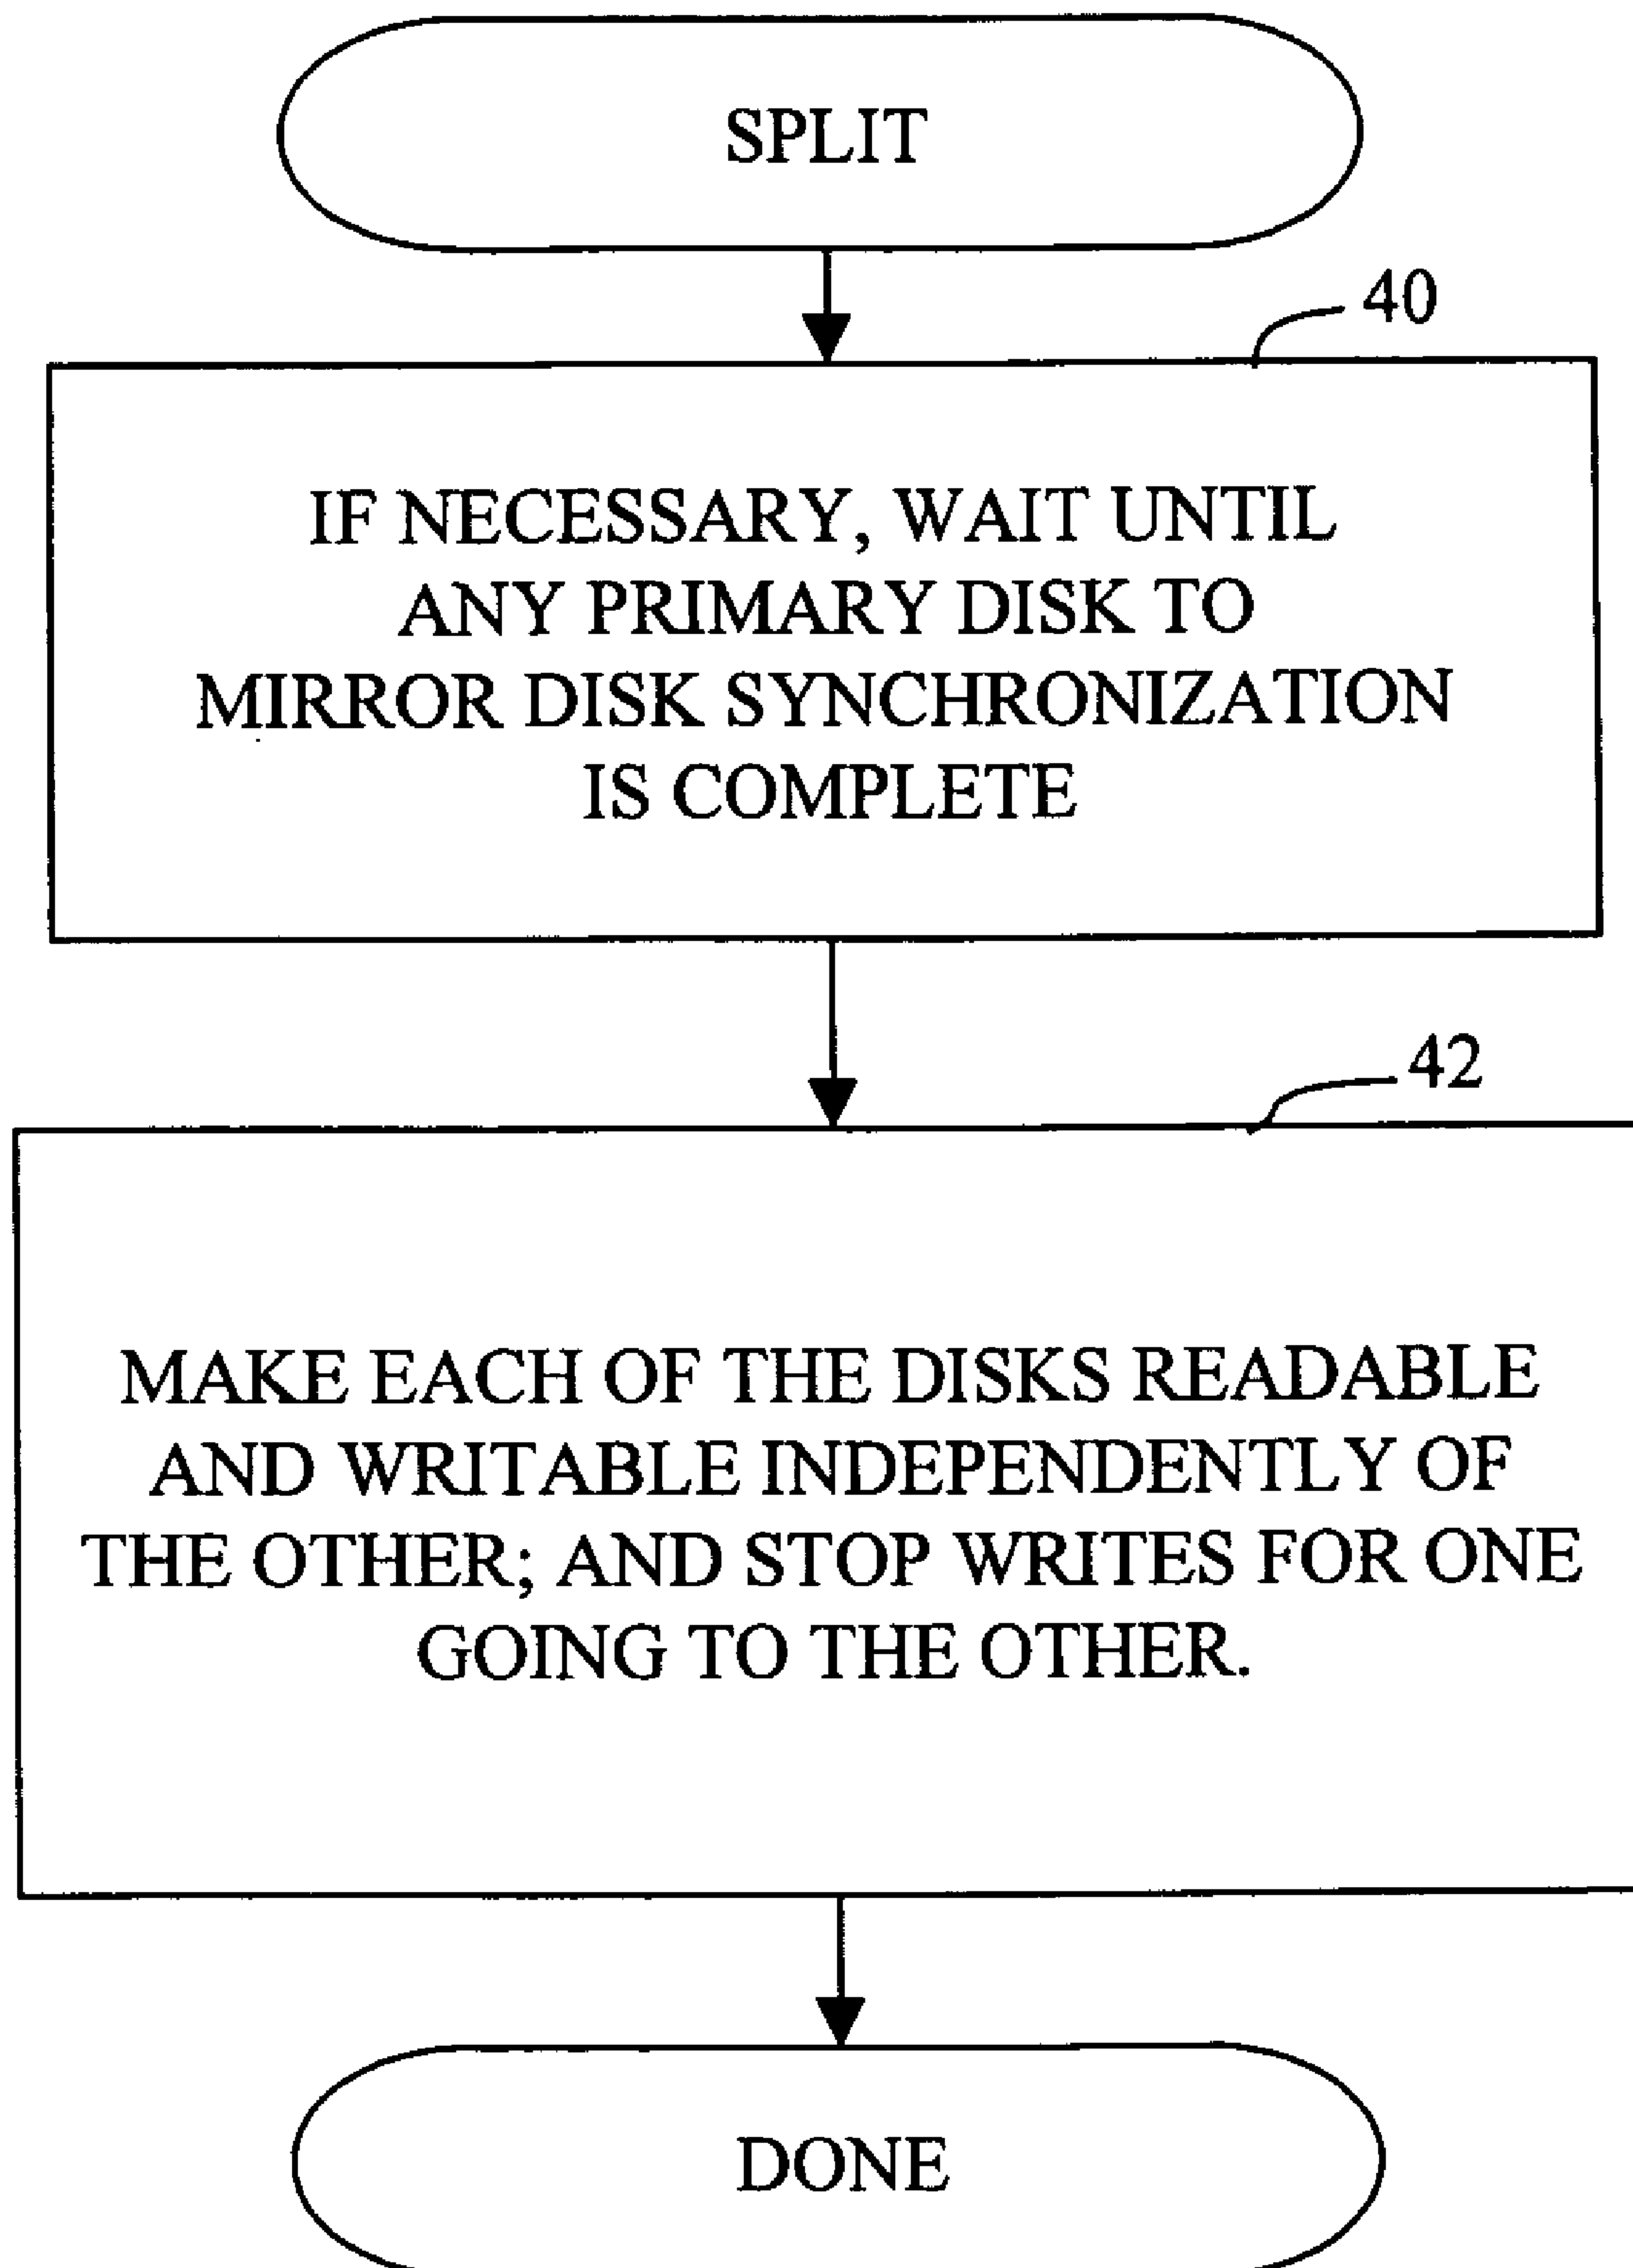 SPLIT
40
IF NECESSARY, WAIT UNTIL
ANY PRIMARY DISK TO
MIRROR DISK SYNCHRONIZATION
IS COMPLETE
42
MAKE EACH OF THE DISKS READABLE
AND WRITABLE INDEPENDENTLY OF
THE OTHER; AND STOP WRITES FOR ONE
GOING TO THE OTHER.
DONE